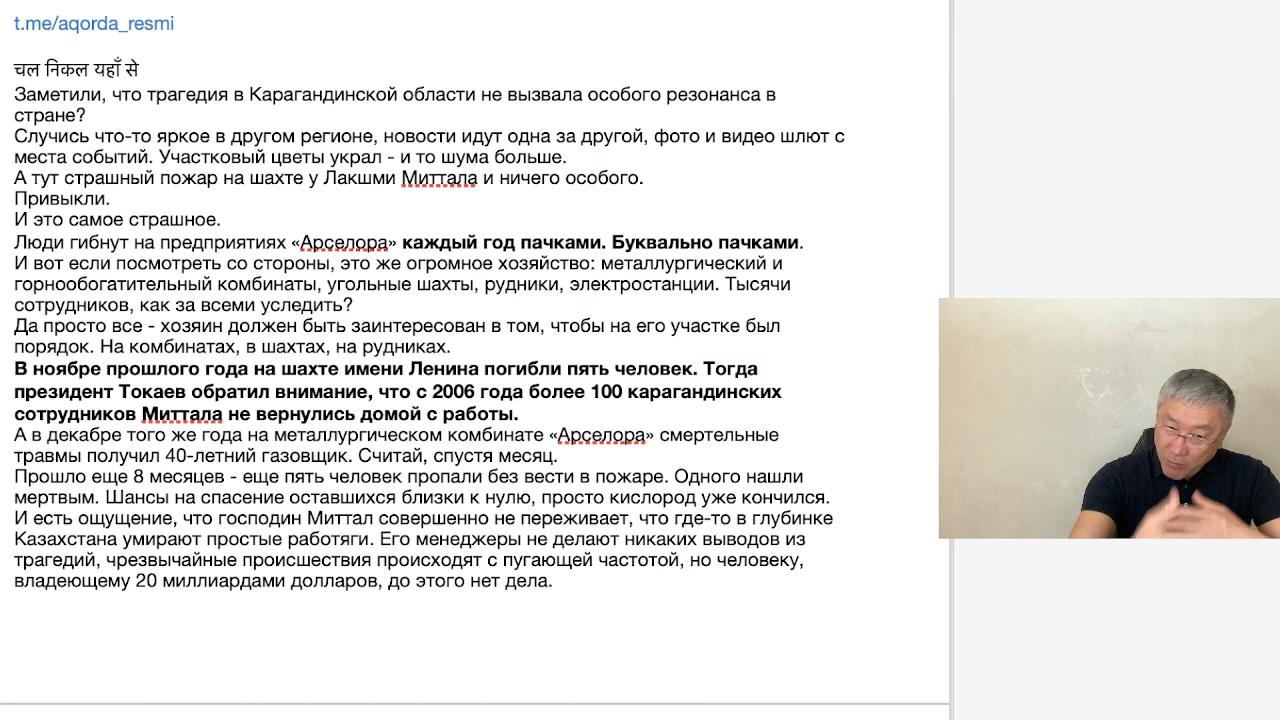 t.me/aqorda_resmi
चल निकल यहाँ से
Заметили, что трагедия в Карагандинской области не вызвала особого резонанса в
стране?
Случись что-то яркое в другом регионе, новости идут одна за другой, фото и видео шлют с
места событий. Участковый цветы украл - и то шума больше.
А тут страшный пожар на шахте у Лакшми Миттала и ничего особого.
Привыкли.
И это самое страшное.
Люди гибнут на предприятиях «Арселора» каждый год пачками. Буквально пачками.
И вот если посмотреть со стороны, это же огромное хозяйство: металлургический и
горнообогатительный комбинаты, угольные шахты, рудники, электростанции. Тысячи
сотрудников, как за всеми уследить?
Да просто все - хозяин должен быть заинтересован в том, чтобы на его участке был
порядок. На комбинатах, в шахтах, на рудниках.
В ноябре прошлого года на шахте имени Ленина погибли пять человек. Тогда
президент Токаев обратил внимание, что с 2006 года более 100 карагандинских
сотрудников Миттала не вернулись домой с работы.
А в декабре того же года на металлургическом комбинате «Арселора» смертельные
травмы получил 40-летний газовщик. Считай, спустя месяц.
Прошло еще 8 месяцев - еще пять человек пропали без вести в пожаре. Одного нашли
мертвым. Шансы на спасение оставшихся близки к нулю, просто кислород уже кончился.
И есть ощущение, что господин Миттал совершенно не переживает, что где-то в глубинке
Казахстана умирают простые работяги. Его менеджеры не делают никаких выводов из
трагедий, чрезвычайные происшествия происходят с пугающей частотой, но человеку,
владеющему 20 миллиардами долларов, до этого нет дела.